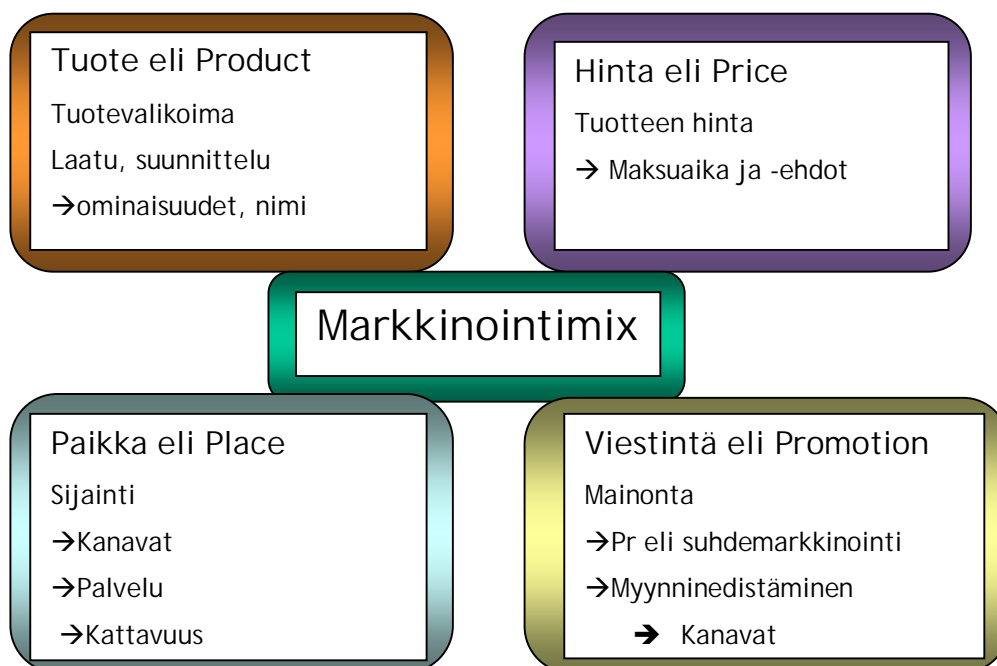 Tuote eli Product
Tuotevalikoima
Laatu, suunnittelu
→ominaisuudet, nimi
Hinta eli Price
Tuotteen hinta
→ Maksuaika ja -ehdot
Markkinointimix
Paikka eli Place
Sijainti
→Kanavat
→Palvelu
→Kattavuus
Viestintä eli Promotion
Mainonta
→Pr eli suhdemarkkinointi
→Myynninedistäminen
➔ Kanavat